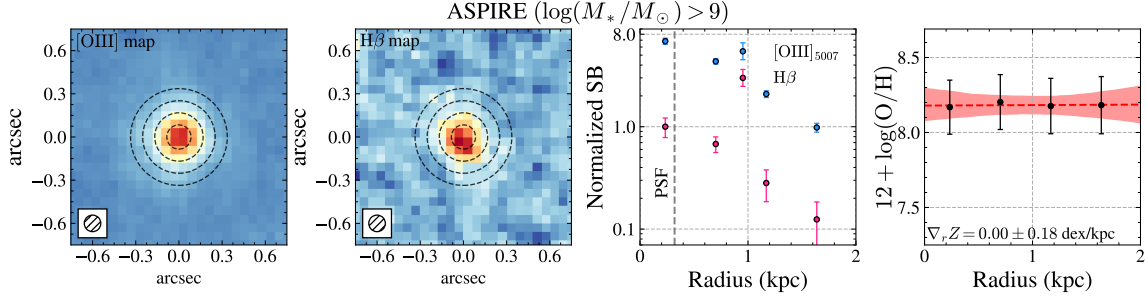 ASPIRE (log(M*/M⊙) > 9)
[OIII] map
0.6
0.3
0.0
−0.3
−0.6
arcsec
−0.6 −0.3 0.0 0.3 0.6
arcsec
Hβ map
0.6
0.3
0.0
−0.3
−0.6
arcsec
−0.6 −0.3 0.0 0.3 0.6
arcsec
8.0
1.0
0.1
Normalized SB
[OIII]5007
Hβ
PSF
0 1 2
Radius (kpc)
8.5
8.0
7.5
12 + log(O/H)
∇rZ = 0.00 ± 0.18 dex/kpc
0 1 2
Radius (kpc)